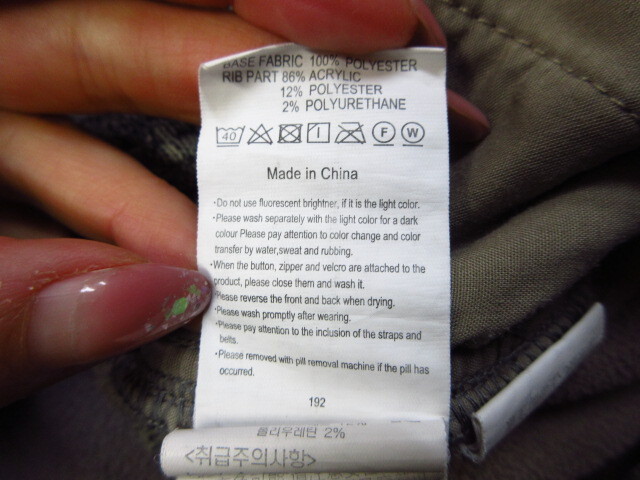 BASE FABRIC 100% POLYESTER
RIB PART 86% ACRYLIC
12% POLYESTER
2% POLYURETHANE
40 F W
Made in China
•Do not use fluorescent brightner, if it is the light color.
•Please wash separately with the light color for a dark
colour Please pay attention to color change and color
transfer by water,sweat and rubbing.
•When the button, zipper and velcro are attached to the
product, please close them and wash it.
•Please reverse the front and back when drying.
•Please wash promptly after wearing.
•Please pay attention to the inclusion of the straps and
belts.
•Please removed with pill removal machine if the pill has
occurred.
192
폴리우레탄 2%
<취급주의사항>